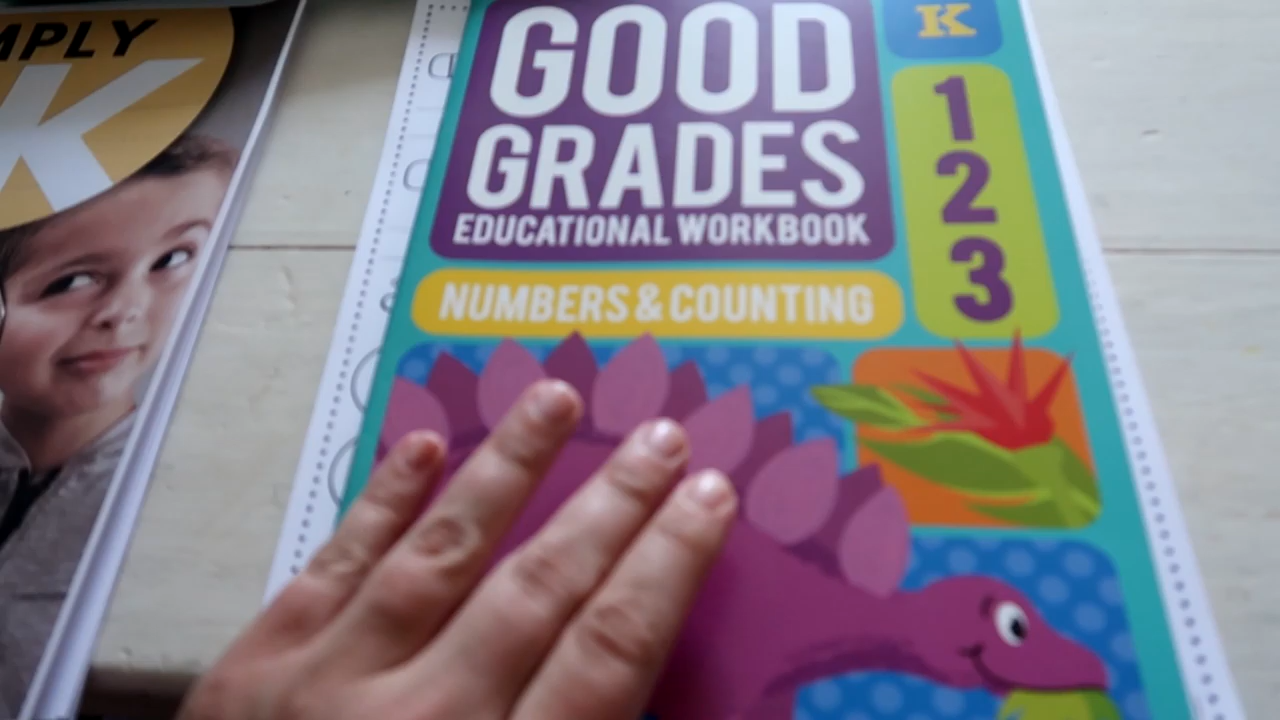 MPLY
K
GOOD
GRADES
EDUCATIONAL WORKBOOK
NUMBERS & COUNTING
K
1
2
3